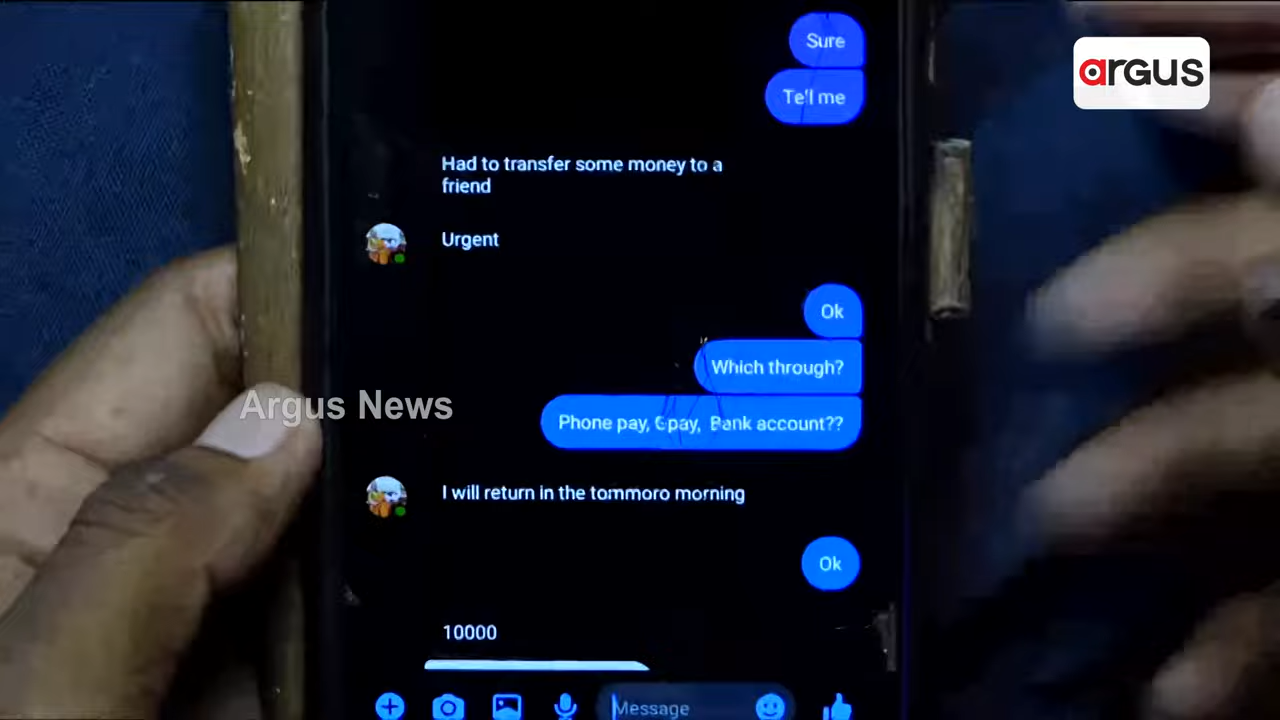 Sure
argus
Tell me
Had to transfer some money to a
friend
Urgent
Ok
Which through?
Argus News
Phone pay, Gpay, Bank account??
I will return in the tommoro morning
Ok
10000
Message